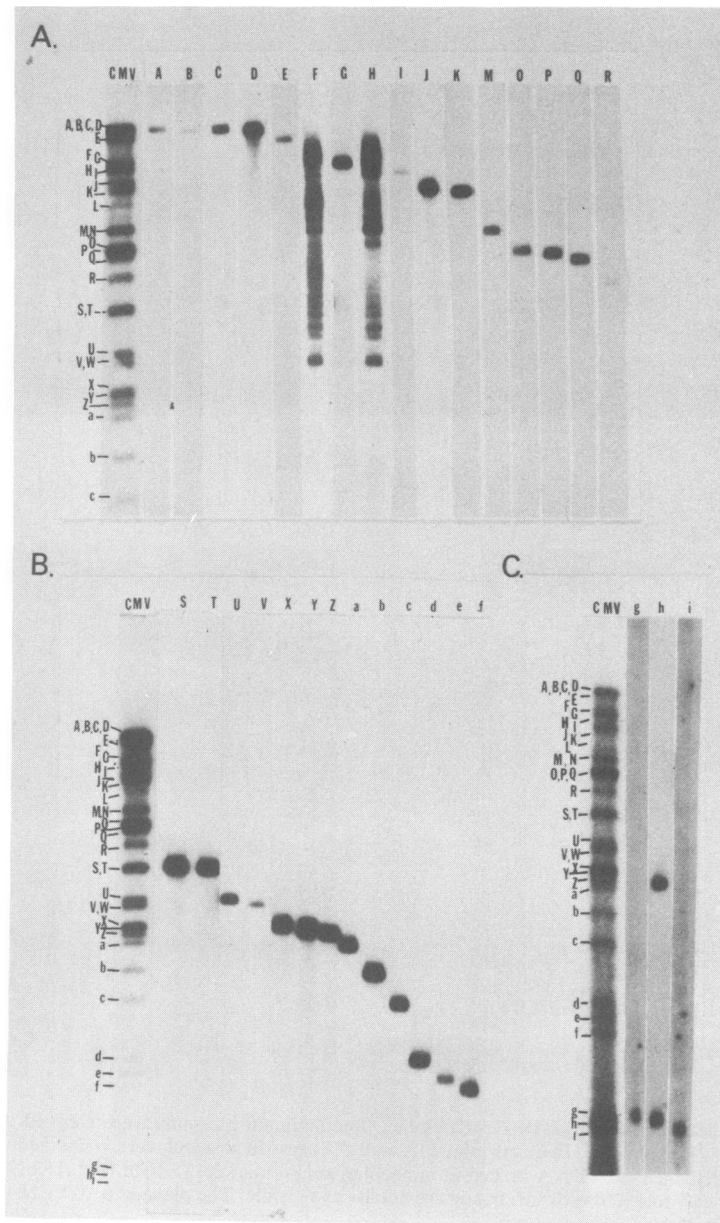 A.
CMV A B C D E F G H I J K M O P Q R
A,B,C,D
E
F
G
H
I
J
K
L
M,N
O
P
Q
R
S,T
U
V,W
X
Y
Z
a
b
c
B.
CMV S T U V X Y Z a b c d e f
A,B,C,D
E
F
G
H
I
J
K
L
M,N
O
P
Q
R
S,T
U
V,W
X
Y
Z
a
b
c
d
e
f
g
h
i
C.
CMV g h i
A,B,C,D
E
F
G
H
I
J
K
L
M,N
O,P,Q
R
S,T
U
V,W
X
Y
Z
a
b
c
d
e
f
g
h
i